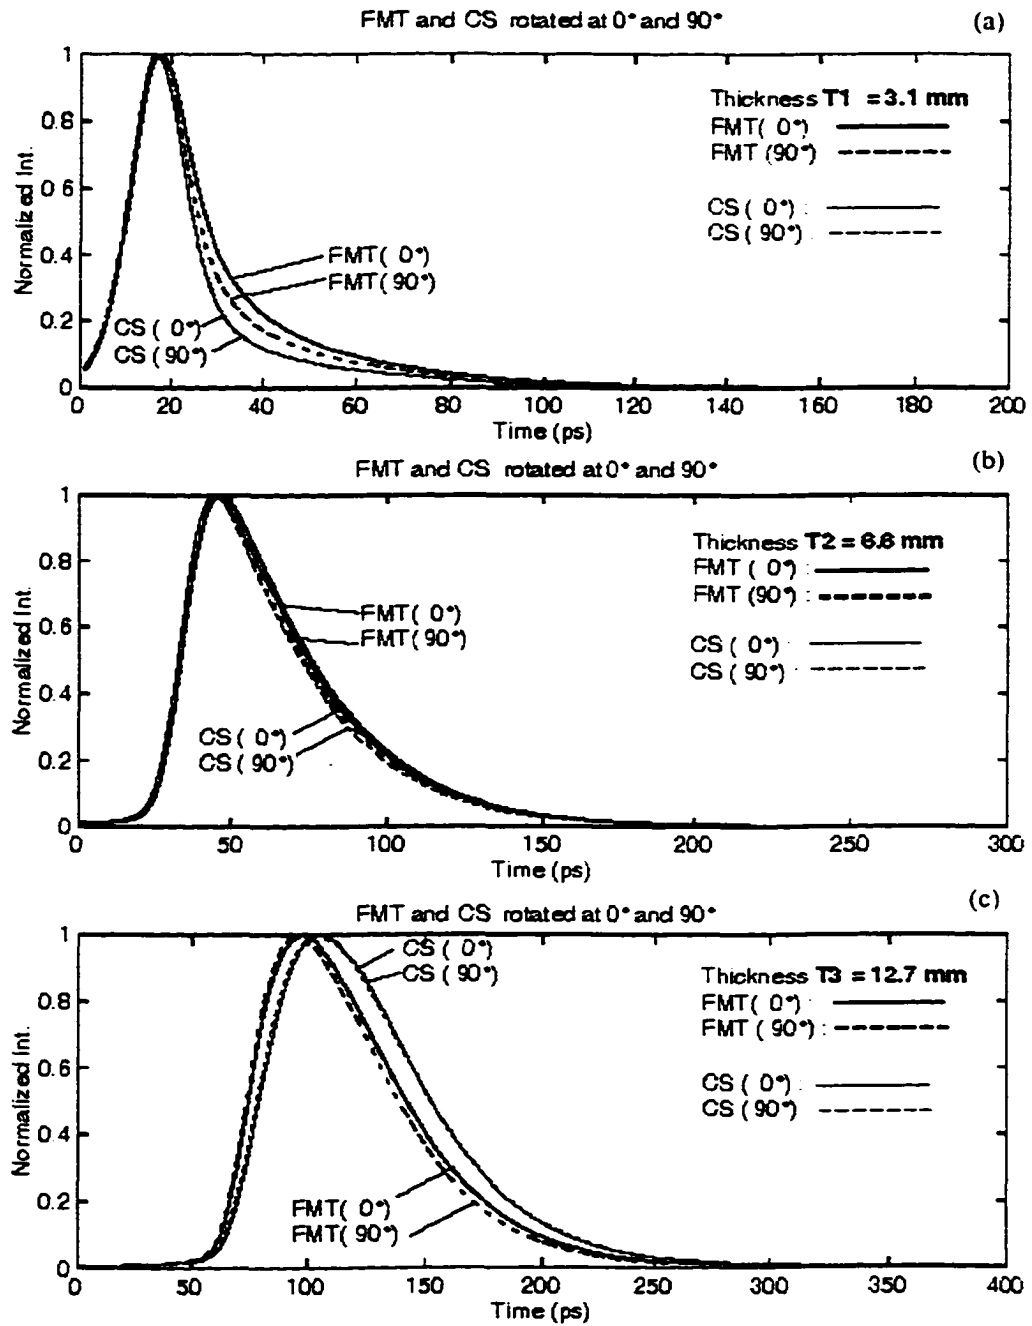 FMT and CS rotated at 0° and 90°
(a)
Normalized Int.
1
0.8
0.6
0.4
0.2
0
Thickness T1 = 3.1 mm
FMT( 0°)
FMT (90°)
CS ( 0°) :
CS ( 90°)
FMT( 0°)
FMT( 90°)
CS ( 0°)
CS ( 90°)
0 20 40 60 80 100 120 140 160 180 200
Time (ps)
FMT and CS rotated at 0° and 90°
(b)
Normalized Int.
1
0.8
0.6
0.4
0.2
0
Thickness T2 = 6.6 mm
FMT ( 0°) :
FMT (90°) :
CS ( 0°) :
CS ( 90°) :
FMT( 0°)
FMT( 90°)
CS ( 0°)
CS ( 90°)
0 50 100 150 200 250 300
Time (ps)
FMT and CS rotated at 0° and 90°
(c)
Normalized Int.
1
0.8
0.6
0.4
0.2
0
CS ( 0°)
CS ( 90°)
Thickness T3 = 12.7 mm
FMT( 0°) :
FMT ( 90°) :
CS ( 0°) :
CS ( 90°) :
FMT( 0°)
FMT( 90°)
0 50 100 150 200 250 300 350 400
Time (ps)